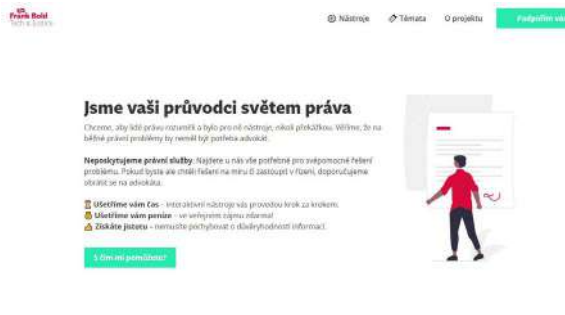 Frank Bold
Nástroje
Témata
O projektu
Podpořím vás
Jsme vaši průvodci světem práva
Chceme, aby lidé právu rozuměli a bylo pro ně nástroje, nikoli překážkou. Věříme, že na
běžné právní problémy by neměl být potřeba advokát.
Neposkytujeme právní služby: Najdete u nás vše potřebné pro svépomocné řešení
problému. Pokud byste ale chtěli řešení na míru či zastoupit v řízení, doporučujeme
obrátit se na advokáta.
Ušetříme vám čas - interaktivní nástroje vás provedou krok za krokem.
Ušetříme vám peníze - ve veřejném zájmu zdarma!
Získáte jistotu - nemusíte pochybovat o důvěryhodnosti informací.
S čím mi pomůžete?